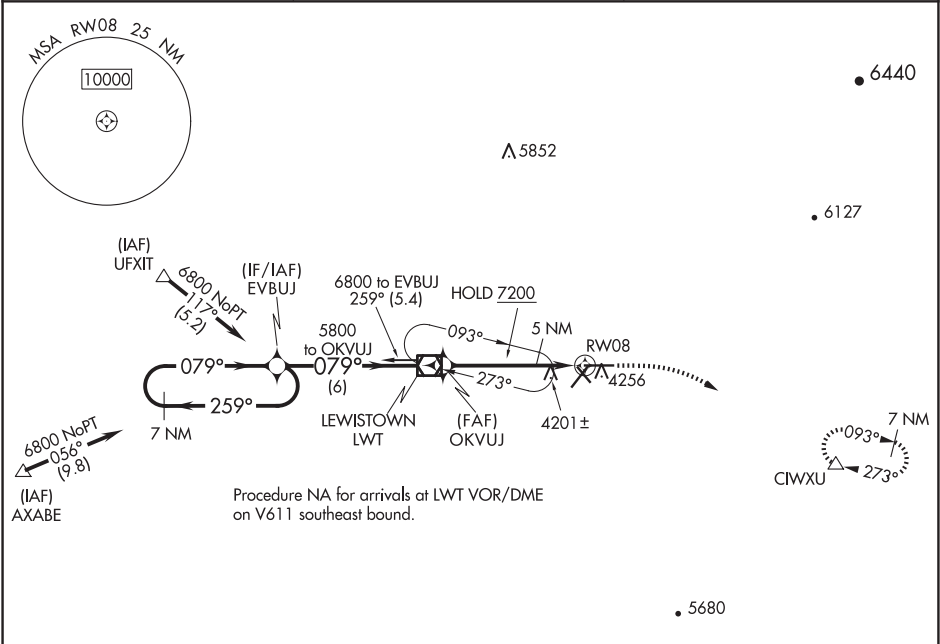 MSA RW08 25 NM
10000
6440
5852
6127
(IAF)
UFXIT
6800 NoPT
117°
(5.2)
(IF/IAF)
EVBUJ
6800 to EVBUJ
259° (5.4)
HOLD 7200
5800
to OKVUJ
093°
5 NM
RW08
079°
079°
(6)
273°
4256
259°
7 NM
LEWISTOWN
LWT
(FAF)
OKVUJ
4201±
6800 NoPT
056°
(9.8)
(IAF)
AXABE
7 NM
093°
CIWXU
273°
Procedure NA for arrivals at LWT VOR/DME
on V611 southeast bound.
5680